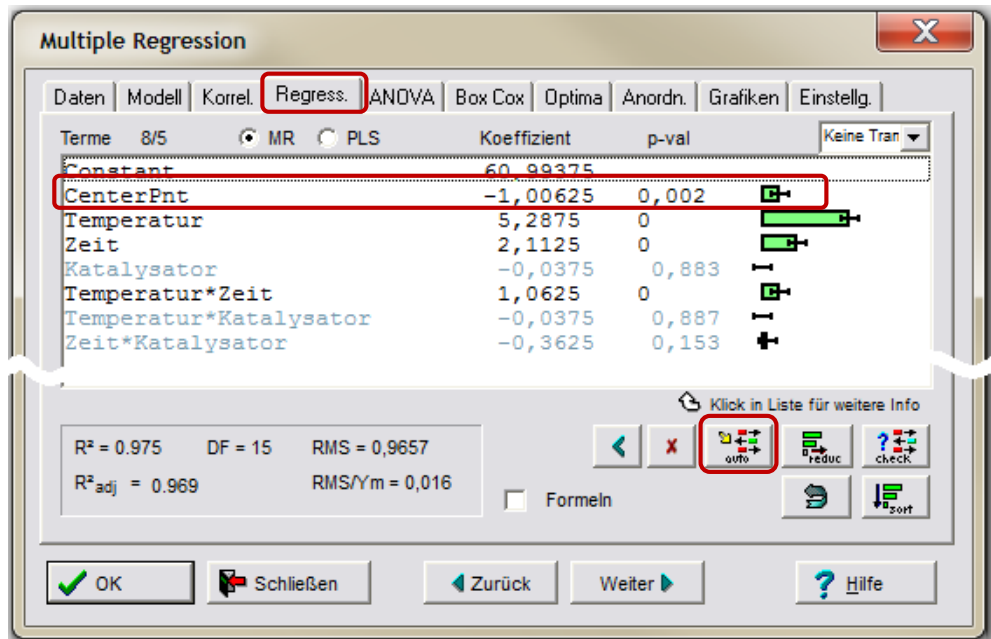 Multiple Regression
Daten Modell Korrel. Regress. ANOVA Box Cox Optima Anordn. Grafiken Einstellg.
Terme 8/5 MR PLS Koeffizient p-val Keine Tran
Constant 60,99375
CenterPnt -1,00625 0,002
Temperatur 5,2875 0
Zeit 2,1125 0
Katalysator -0,0375 0,883
Temperatur*Zeit 1,0625 0
Temperatur*Katalysator -0,0375 0,887
Zeit*Katalysator -0,3625 0,153
Klick in Liste für weitere Info
R² = 0.975 DF = 15 RMS = 0,9657
auto reduc ? check
R²adj = 0.969 RMS/Ym = 0,016
Formeln
sort
OK Schließen Zurück Weiter ? Hilfe